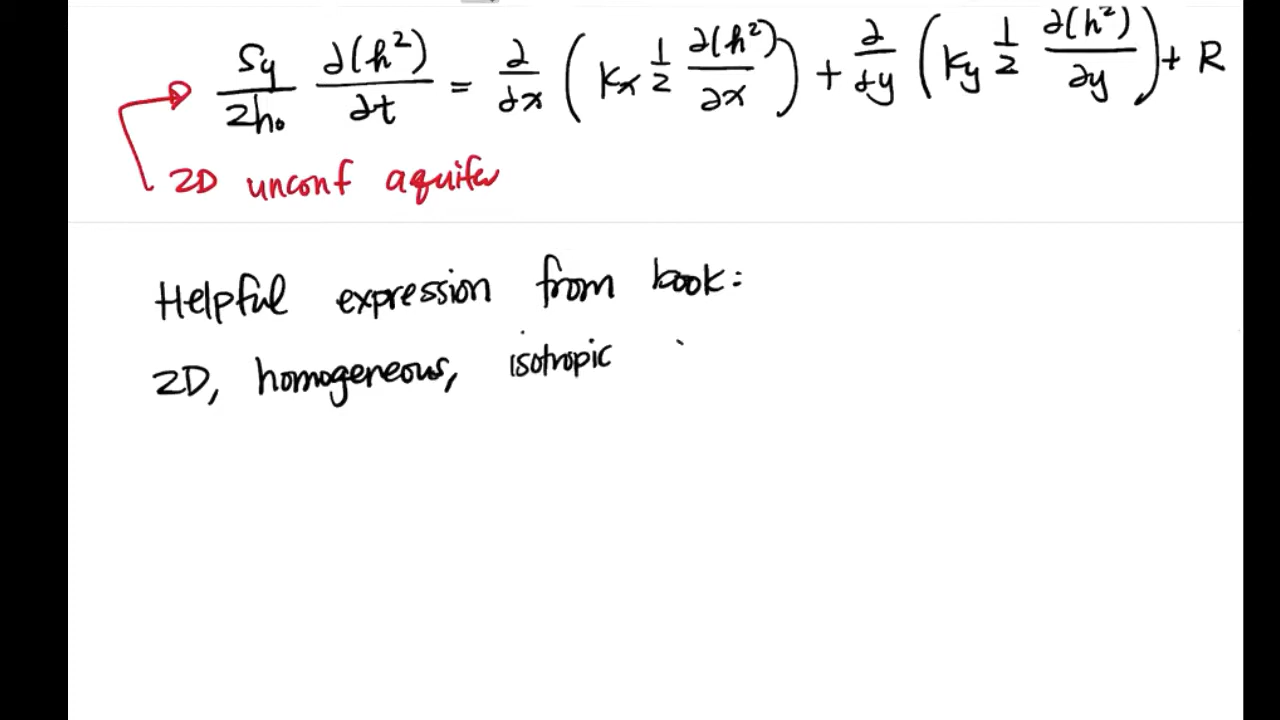 Sy/2h₀ ∂(h²)/∂t = ∂/∂x (Kx 1/2 ∂(h²)/∂x) + ∂/∂y (Ky 1/2 ∂(h²)/∂y) + R
2D unconf aquifer
Helpful expression from book:
2D, homogeneous, isotropic